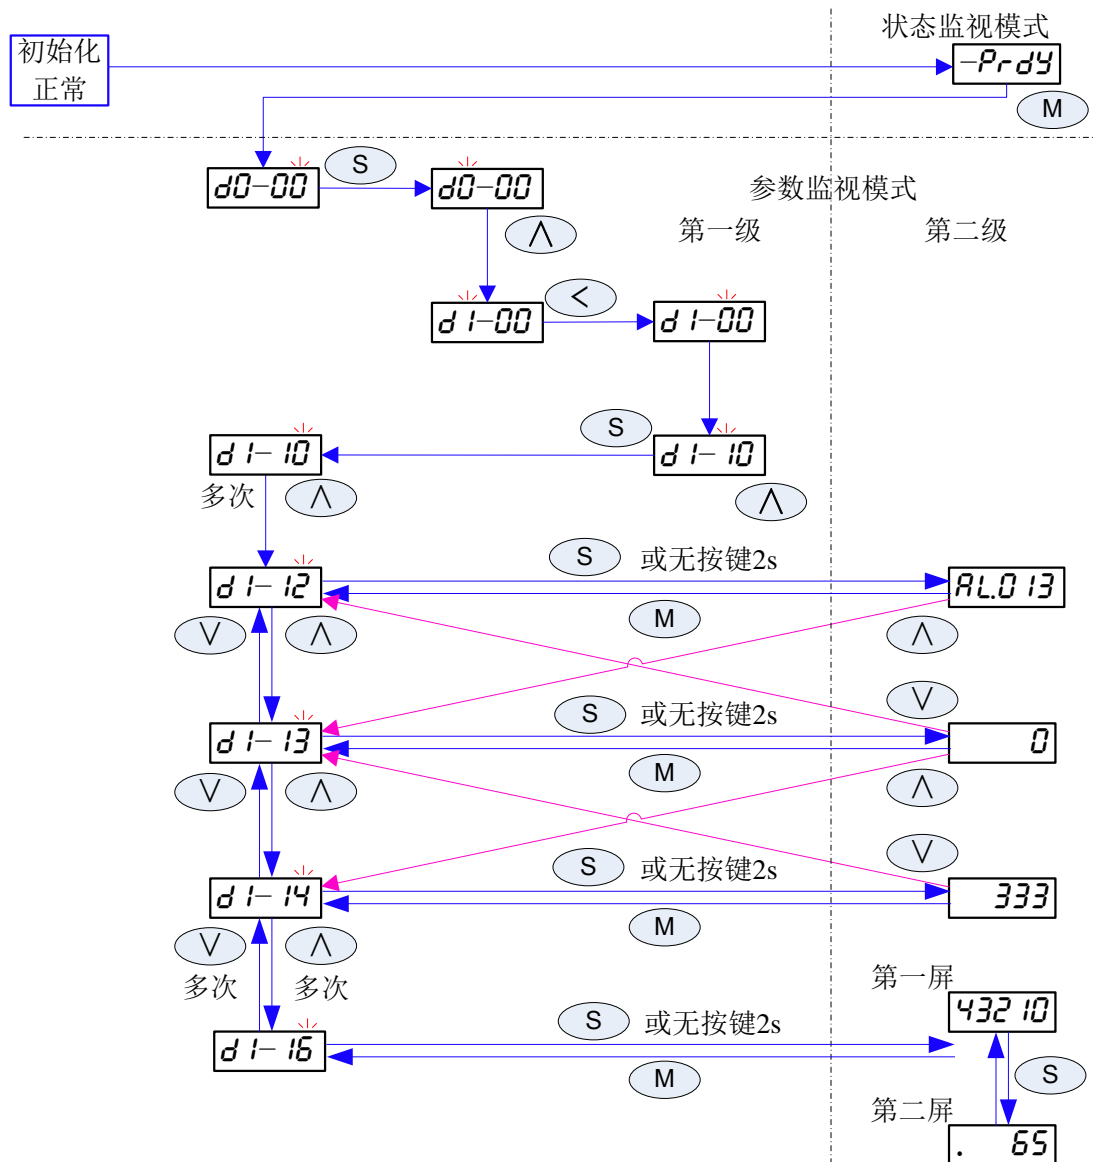 状态监视模式
初始化
正常
-Prdy
M
d0-00
S
d0-00
参数监视模式
第一级
第二级
∧
d1-00
<
d1-00
d1-10
S
d1-10
多次
∧
∧
d1-12
S 或无按键2s
AL.013
M
∨
∧
∧
∨
d1-13
S 或无按键2s
0
M
∨
∧
∧
∨
d1-14
S 或无按键2s
333
M
∨
∧
多次
多次
第一屏
43210
d1-16
S 或无按键2s
M
S
第二屏
. 65